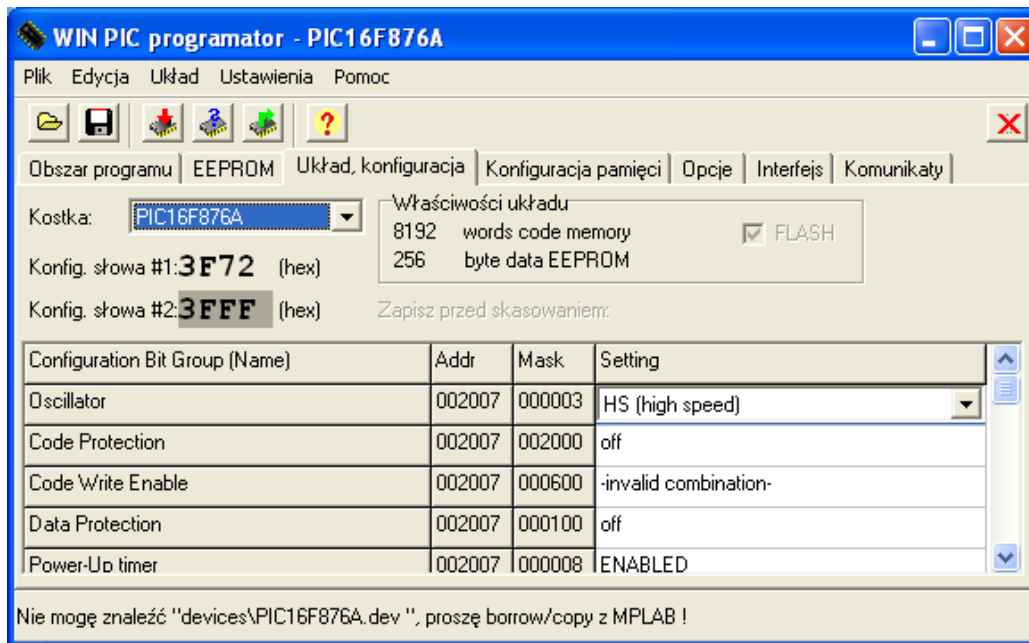 WIN PIC programator - PIC16F876A
Plik Edycja Układ Ustawienia Pomoc
Obszar programu EEPROM Układ, konfiguracja Konfiguracja pamięci Opcje Interfejs Komunikaty
Kostka: PIC16F876A
Właściwości układu
8192 words code memory FLASH
256 byte data EEPROM
Konfig. słowa #1: 3F72 (hex)
Konfig. słowa #2: 3FFF (hex) Zapisz przed skasowaniem:
Configuration Bit Group (Name) Addr Mask Setting
Oscillator 002007 000003 HS (high speed)
Code Protection 002007 002000 off
Code Write Enable 002007 000600 -invalid combination-
Data Protection 002007 000100 off
Power-Up timer 002007 000008 ENABLED
Nie mogę znaleźć "devices\PIC16F876A.dev ", proszę borrow/copy z MPLAB !